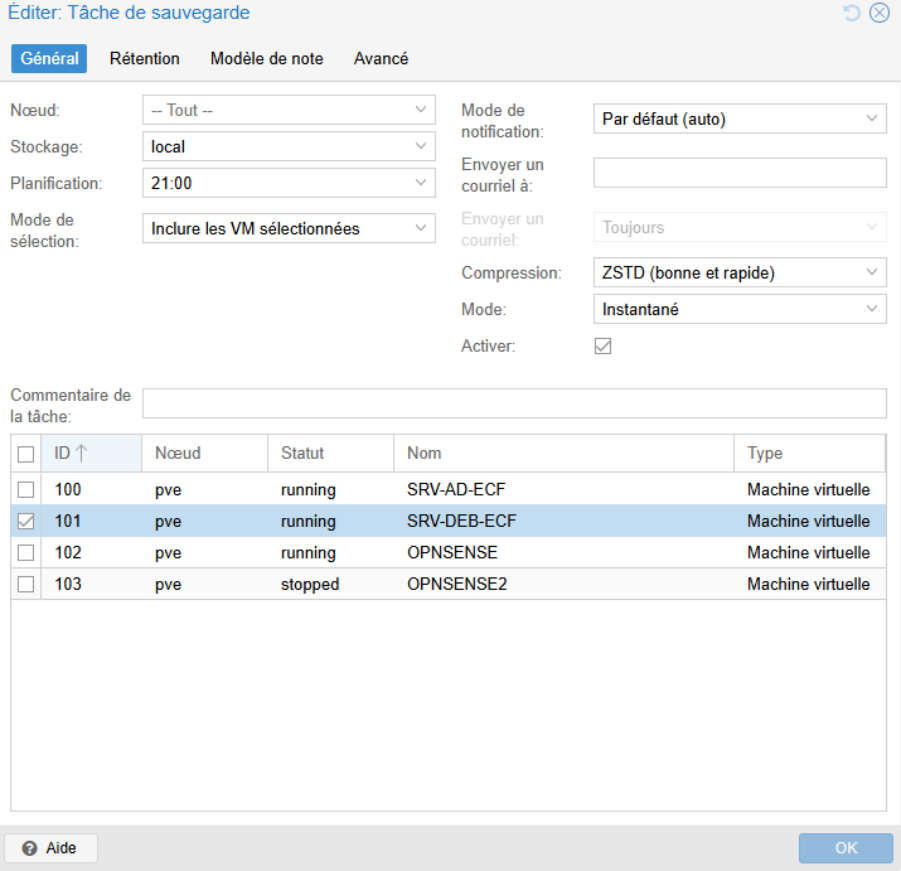 Éditer: Tâche de sauvegarde
Général Rétention Modèle de note Avancé
Nœud: -- Tout --
Stockage: local
Planification: 21:00
Mode de sélection: Inclure les VM sélectionnées
Mode de notification: Par défaut (auto)
Envoyer un courriel à:
Envoyer un courriel: Toujours
Compression: ZSTD (bonne et rapide)
Mode: Instantané
Activer:
Commentaire de la tâche:
ID Nœud Statut Nom Type
100 pve running SRV-AD-ECF Machine virtuelle
101 pve running SRV-DEB-ECF Machine virtuelle
102 pve running OPNSENSE Machine virtuelle
103 pve stopped OPNSENSE2 Machine virtuelle
Aide OK